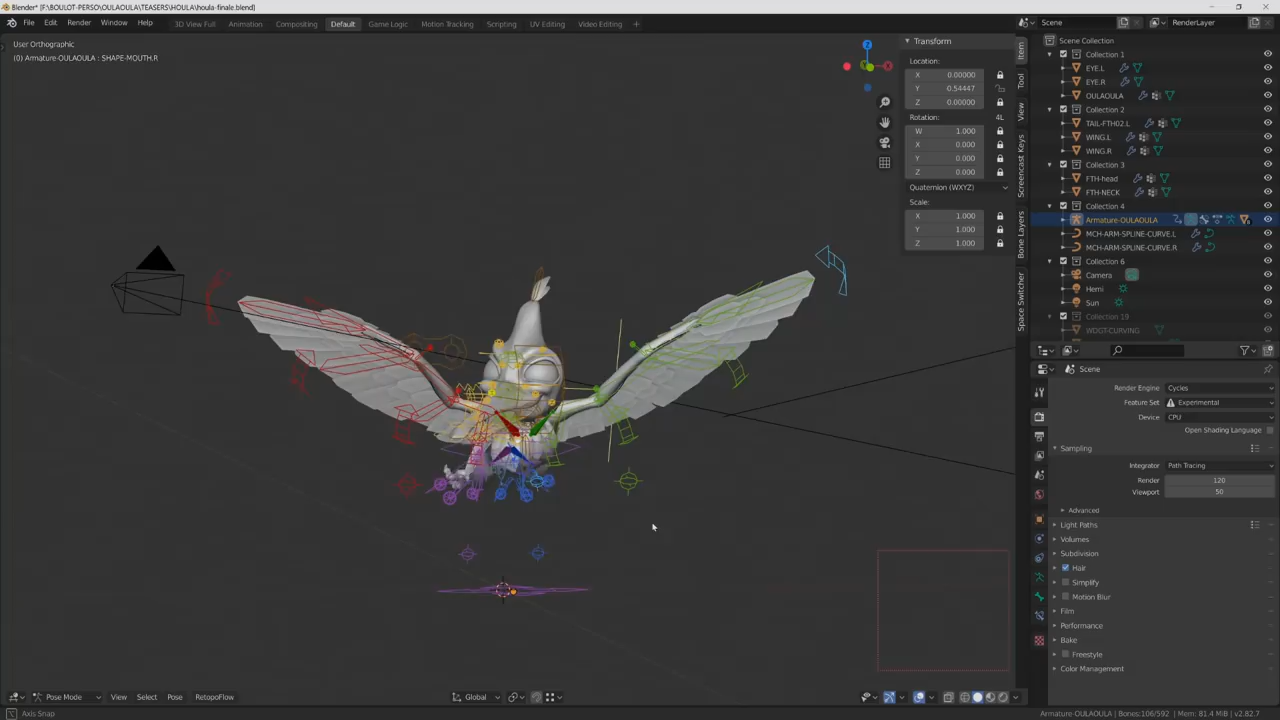 Blender* [F:\BOULOT-PERSO\OULAOULA\TEASERS\HOULA\houla-finale.blend]
File Edit Render Window Help 3D View Full Animation Compositing Default Game Logic Motion Tracking Scripting UV Editing Video Editing + Scene RenderLayer
User Orthographic
(0) Armature-OULAOULA : SHAPE-MOUTH.R
Transform
Location:
X 0.00000
Y 0.54447
Z 0.00000
Rotation: 4L
W 1.000
X 0.000
Y 0.000
Z 0.000
Quaternion (WXYZ)
Scale:
X 1.000
Y 1.000
Z 1.000
Item
Tool
View
Screencast Keys
Bone Layers
Space Switcher
Z
Scene Collection
Collection 1
EYE.L
EYE.R
OULAOULA
Collection 2
TAIL-FTH02.L
WING.L
WING.R
Collection 3
FTH-head
FTH-NECK
Collection 4
Armature-OULAOULA
MCH-ARM-SPLINE-CURVE.L
MCH-ARM-SPLINE-CURVE.R
Collection 6
Camera
Hemi
Sun
Collection 19
WDGT-CURVING
Scene
Render Engine Cycles
Feature Set Experimental
Device CPU
Open Shading Language
Sampling
Integrator Path Tracing
Render 120
Viewport 50
Advanced
Light Paths
Volumes
Subdivision
Hair
Simplify
Motion Blur
Film
Performance
Bake
Freestyle
Color Management
Pose Mode View Select Pose RetopoFlow Global
Axis Snap
Armature-OULAOULA | Bones:106/592 | Mem: 81.4 MiB | v2.82.7